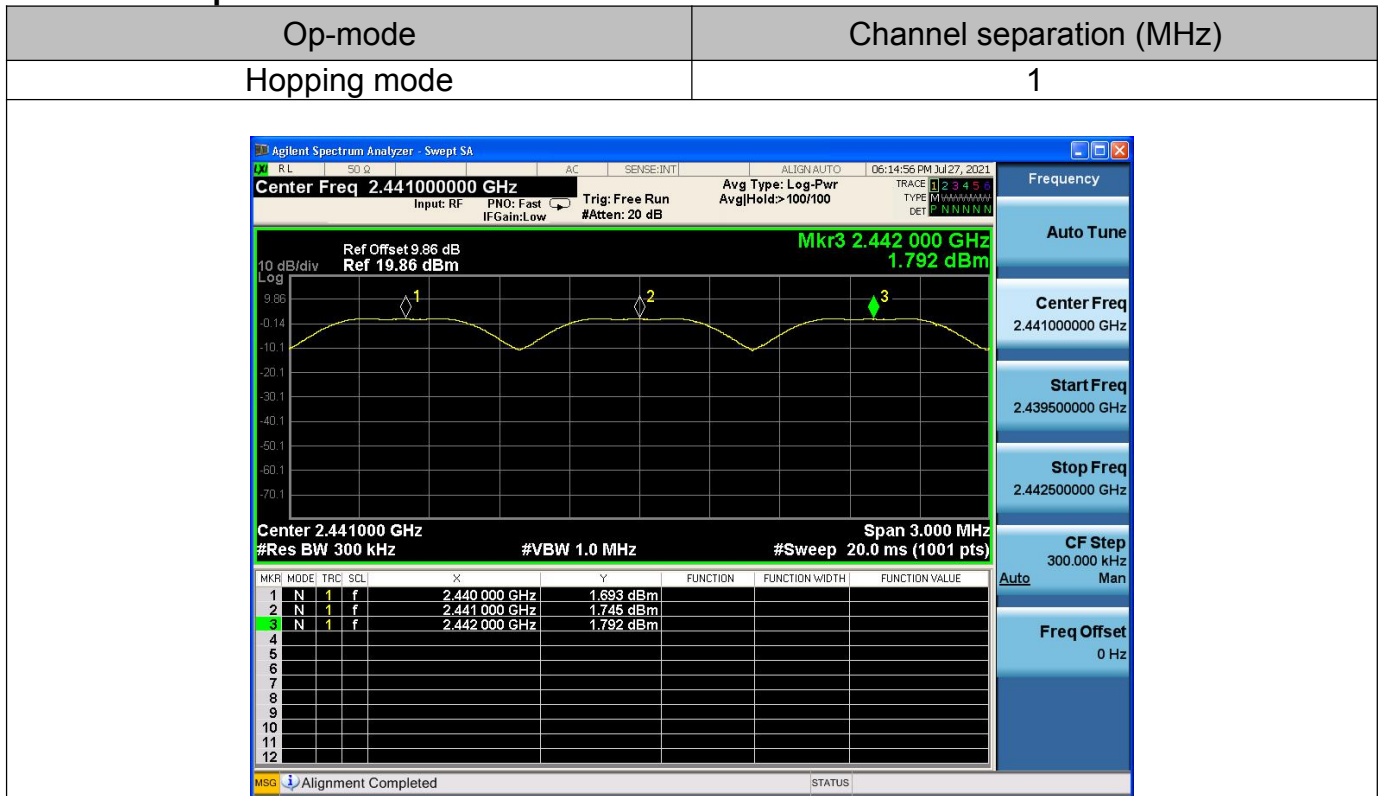 Op-mode Channel separation (MHz)
Hopping mode 1
Agilent Spectrum Analyzer - Swept SA
LXI RL 50 Ω AC SENSE:INT ALIGN AUTO 06:14:56 PM Jul 27, 2021
Center Freq 2.441000000 GHz
Input: RF PNO: Fast IFGain:Low
Trig: Free Run
#Atten: 20 dB
Avg Type: Log-Pwr
Avg|Hold:>100/100
TRACE 1 2 3 4 5 6
TYPE M WWWWW
DET P N N N N N
Frequency
Auto Tune
Mkr3 2.442 000 GHz
1.792 dBm
Ref Offset 9.86 dB
10 dB/div Ref 19.86 dBm
Log
9.86
-0.14
-10.1
-20.1
-30.1
-40.1
-50.1
-60.1
-70.1
1 2 3
Center Freq
2.441000000 GHz
Start Freq
2.439500000 GHz
Stop Freq
2.442500000 GHz
Center 2.441000 GHz Span 3.000 MHz
#Res BW 300 kHz #VBW 1.0 MHz #Sweep 20.0 ms (1001 pts)
CF Step
300.000 kHz
Auto Man
Freq Offset
0 Hz
MKR MODE TRC SCL X Y FUNCTION FUNCTION WIDTH FUNCTION VALUE
1 N 1 f 2.440 000 GHz 1.693 dBm
2 N 1 f 2.441 000 GHz 1.745 dBm
3 N 1 f 2.442 000 GHz 1.792 dBm
4
5
6
7
8
9
10
11
12
MSG Alignment Completed STATUS